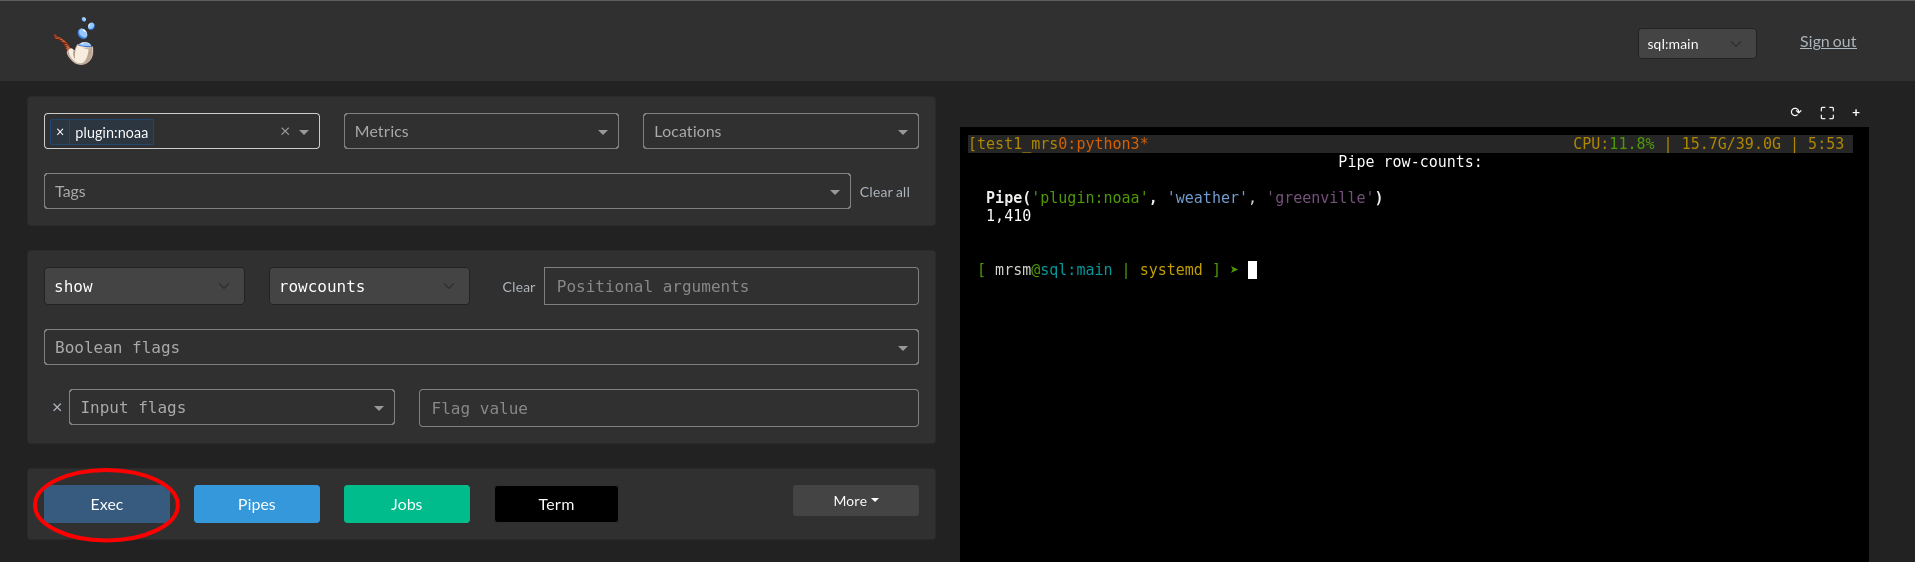 sql:main
Sign out
× plugin:noaa ×
Metrics
Locations
Tags
Clear all
show
rowcounts
Clear
Positional arguments
Boolean flags
× Input flags
Flag value
Exec
Pipes
Jobs
Term
More
[test1_mrs0:python3* CPU:11.8% | 15.7G/39.0G | 5:53
Pipe row-counts:
Pipe('plugin:noaa', 'weather', 'greenville')
1,410
[ mrsm@sql:main | systemd ] ➤